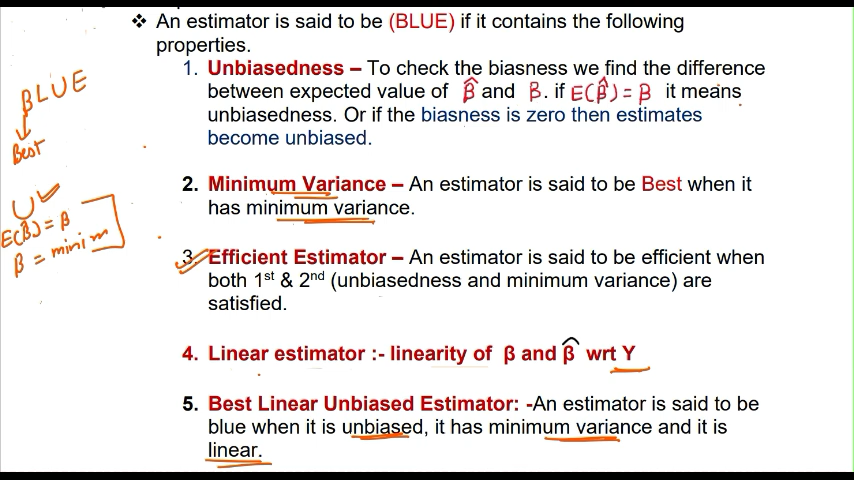 ❖ An estimator is said to be (BLUE) if it contains the following
properties.
1. Unbiasedness – To check the biasness we find the difference
between expected value of β̂ and β. if E(β̂) = β it means
unbiasedness. Or if the biasness is zero then estimates
become unbiased.
2. Minimum Variance – An estimator is said to be Best when it
has minimum variance.
3. Efficient Estimator – An estimator is said to be efficient when
both 1st & 2nd (unbiasedness and minimum variance) are
satisfied.
4. Linear estimator :- linearity of β and β̂ wrt Y
5. Best Linear Unbiased Estimator: -An estimator is said to be
blue when it is unbiased, it has minimum variance and it is
linear.
BLUE
Best
U ✓
E(β̂) = β
β = minim